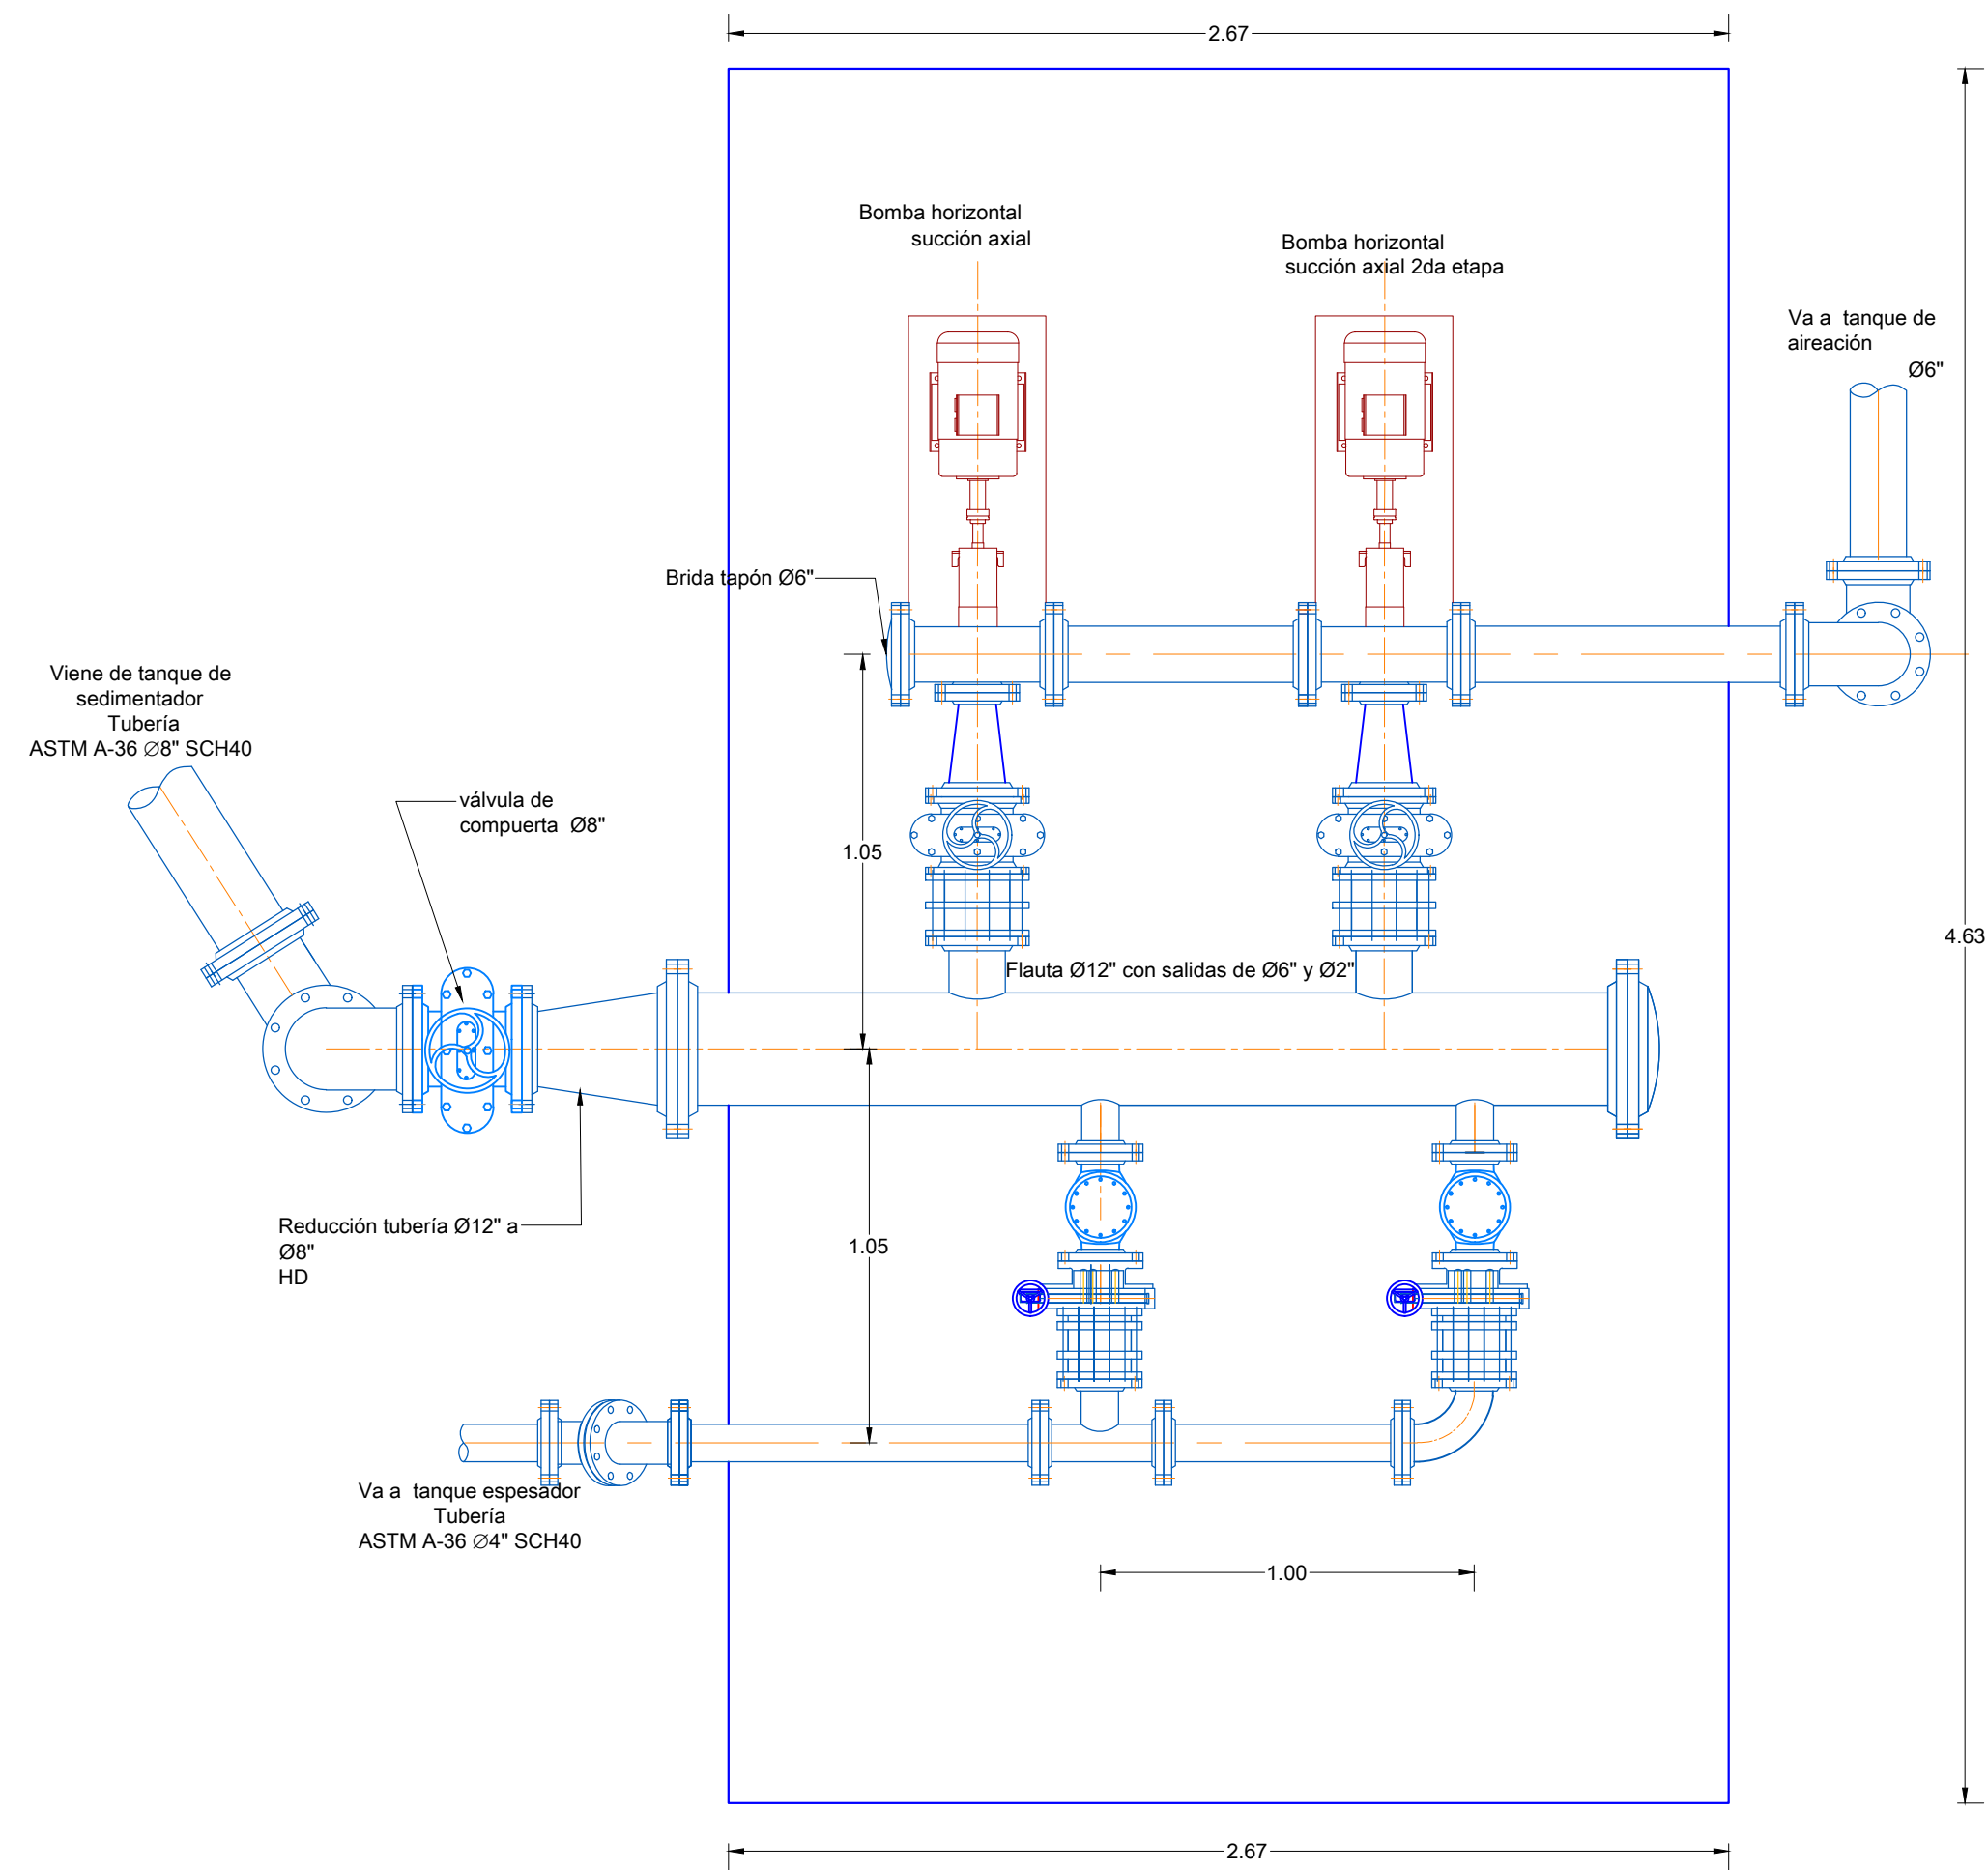 2.67
Bomba horizontal
succión axial
Bomba horizontal
succión axial 2da etapa
Va a  tanque de
aireación
Ø6"
Brida tapón Ø6"
Viene de tanque de
sedimentador
Tubería
ASTM A-36 ∅8" SCH40
válvula de
compuerta  Ø8"
1.05
4.63
Flauta Ø12" con salidas de Ø6" y Ø2"
Reducción tubería Ø12" a
Ø8"
HD
1.05
Va a  tanque espesador
Tubería
ASTM A-36 ∅4" SCH40
1.00
2.67